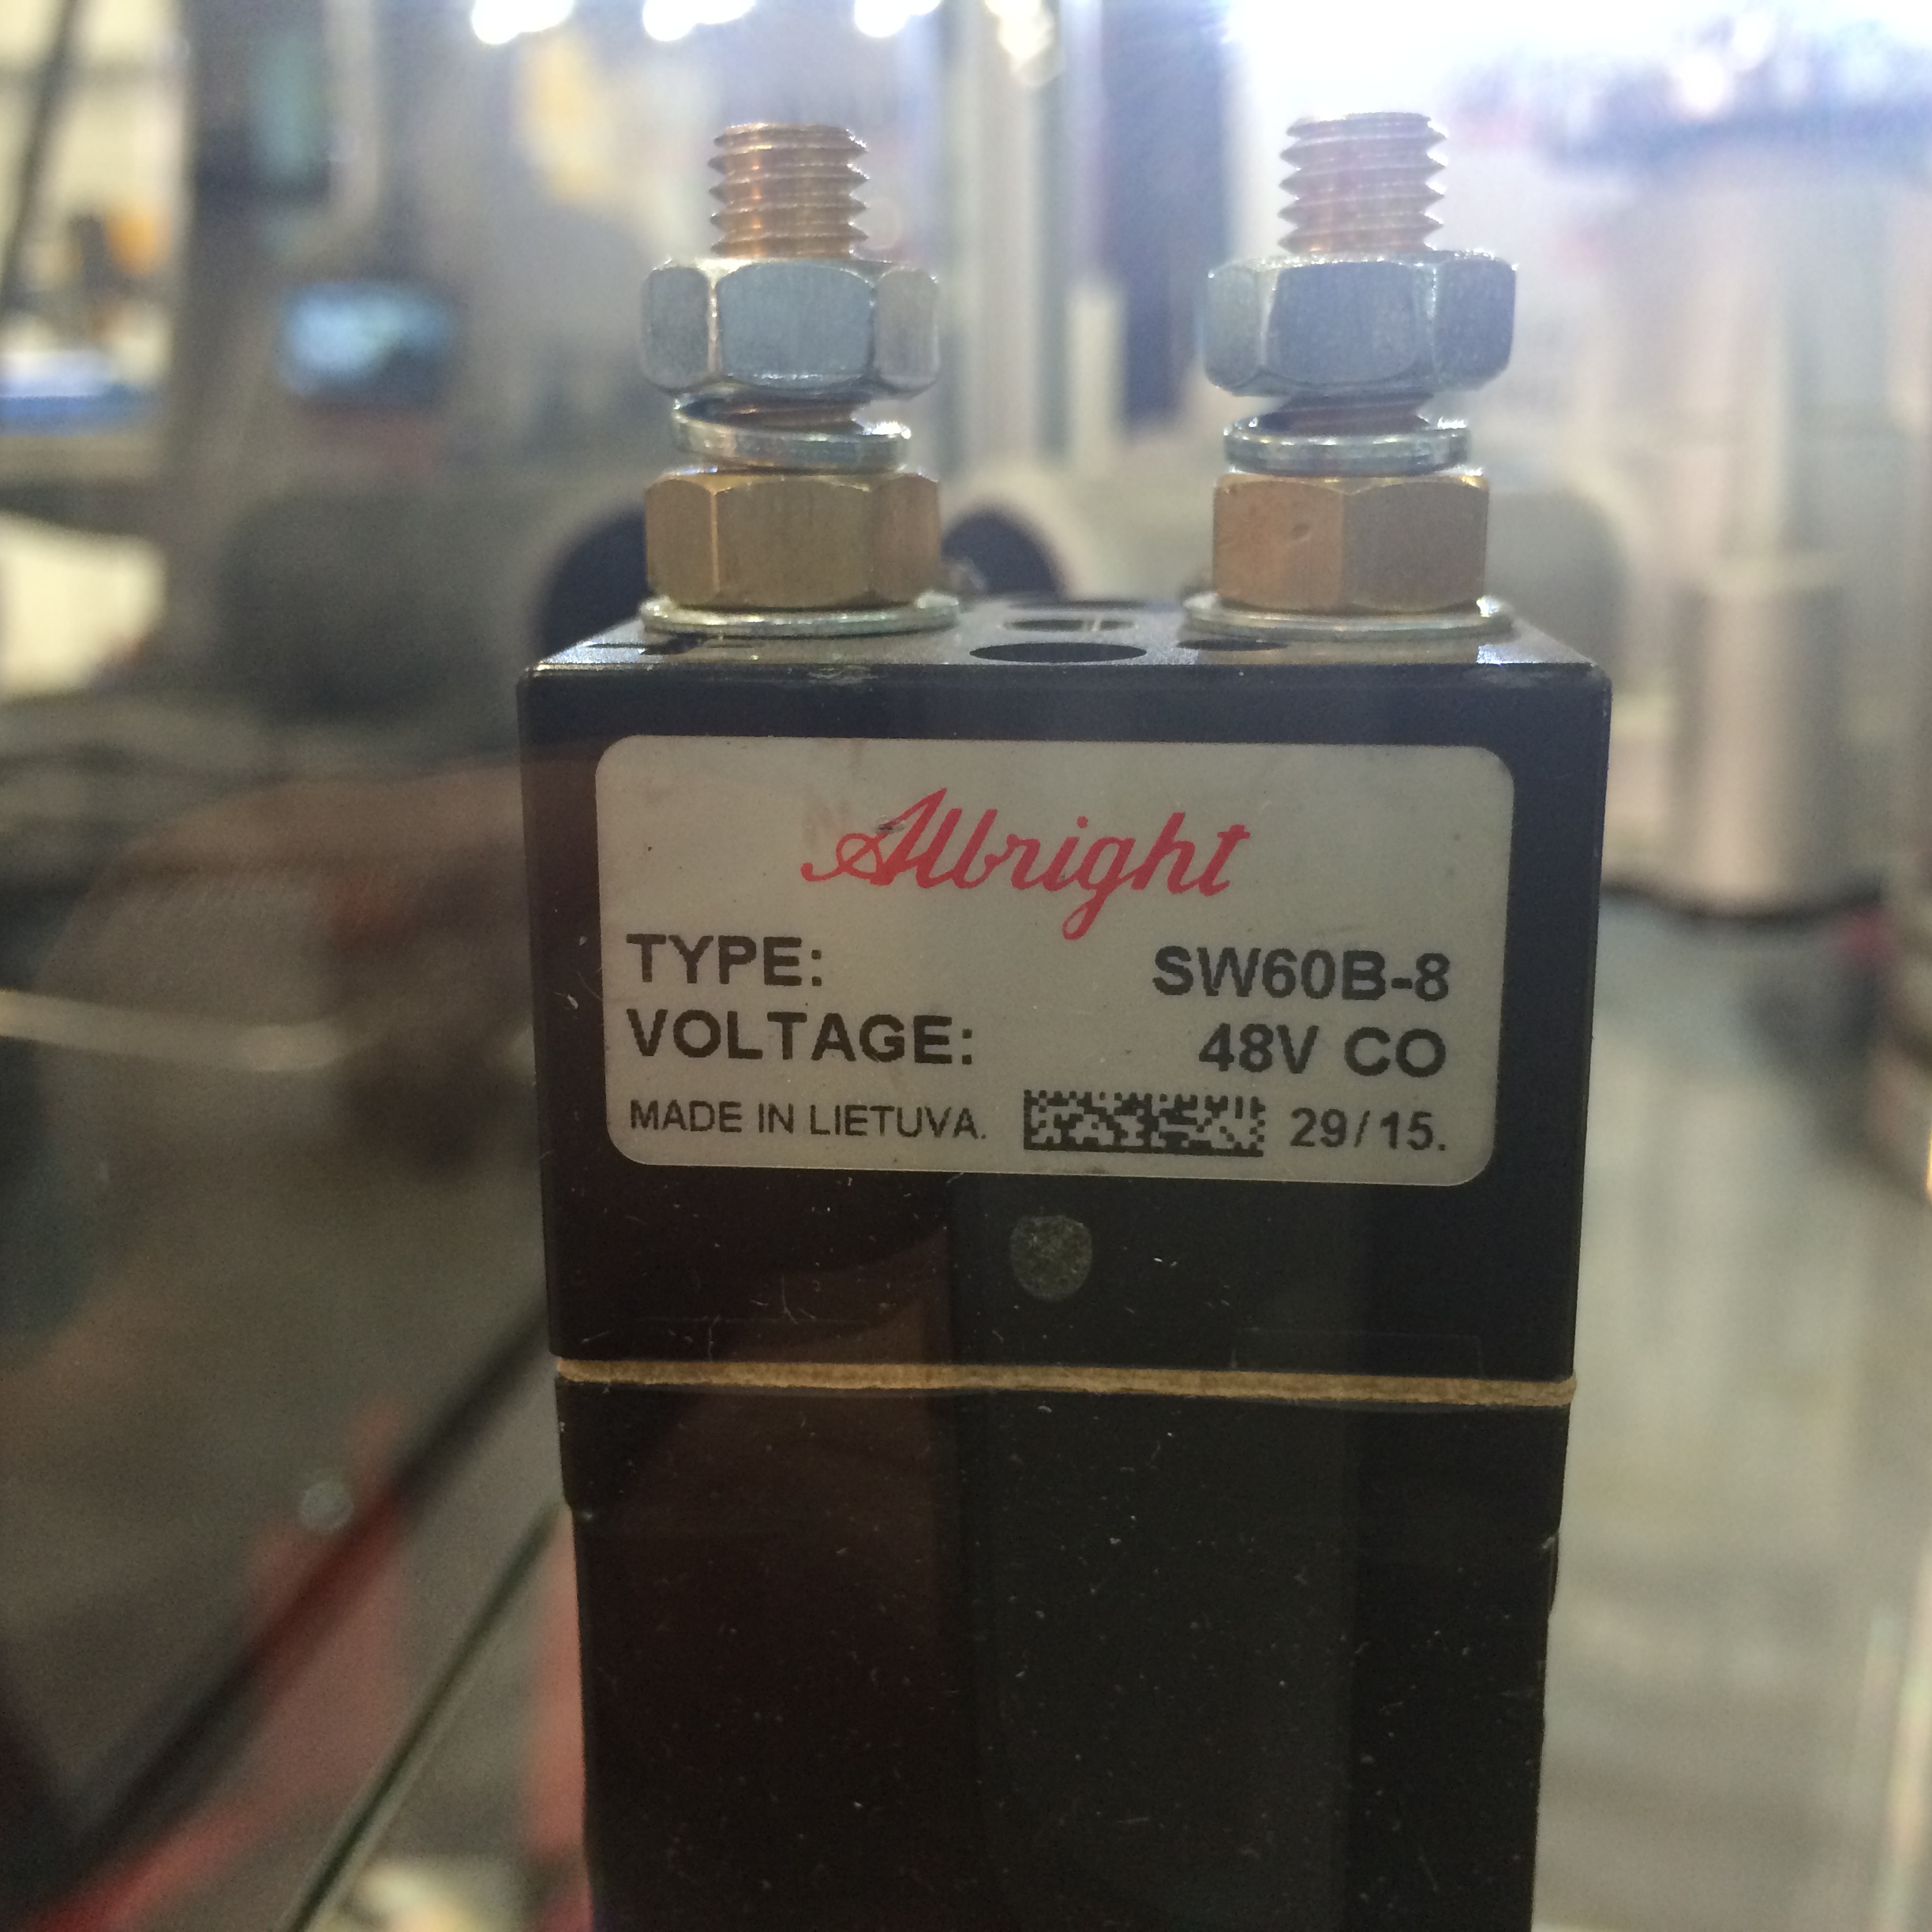 Albright
TYPE: SW60B-8
VOLTAGE: 48V CO
MADE IN LIETUVA. 29/15.